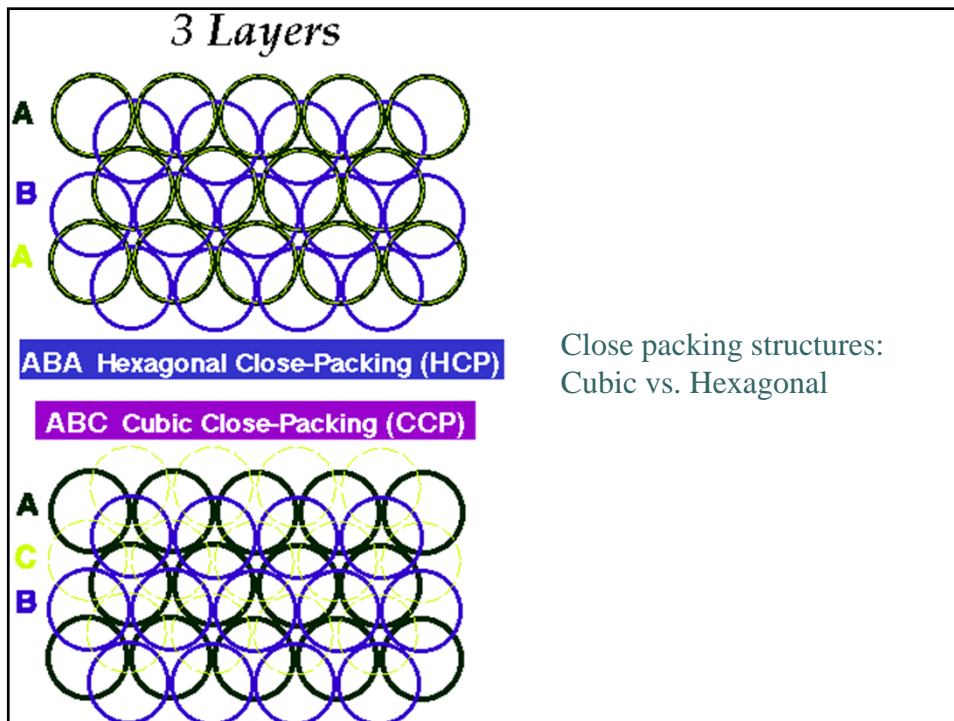 3 Layers
A
B
A
ABA Hexagonal Close-Packing (HCP)
Close packing structures:
Cubic vs. Hexagonal
ABC Cubic Close-Packing (CCP)
A
C
B